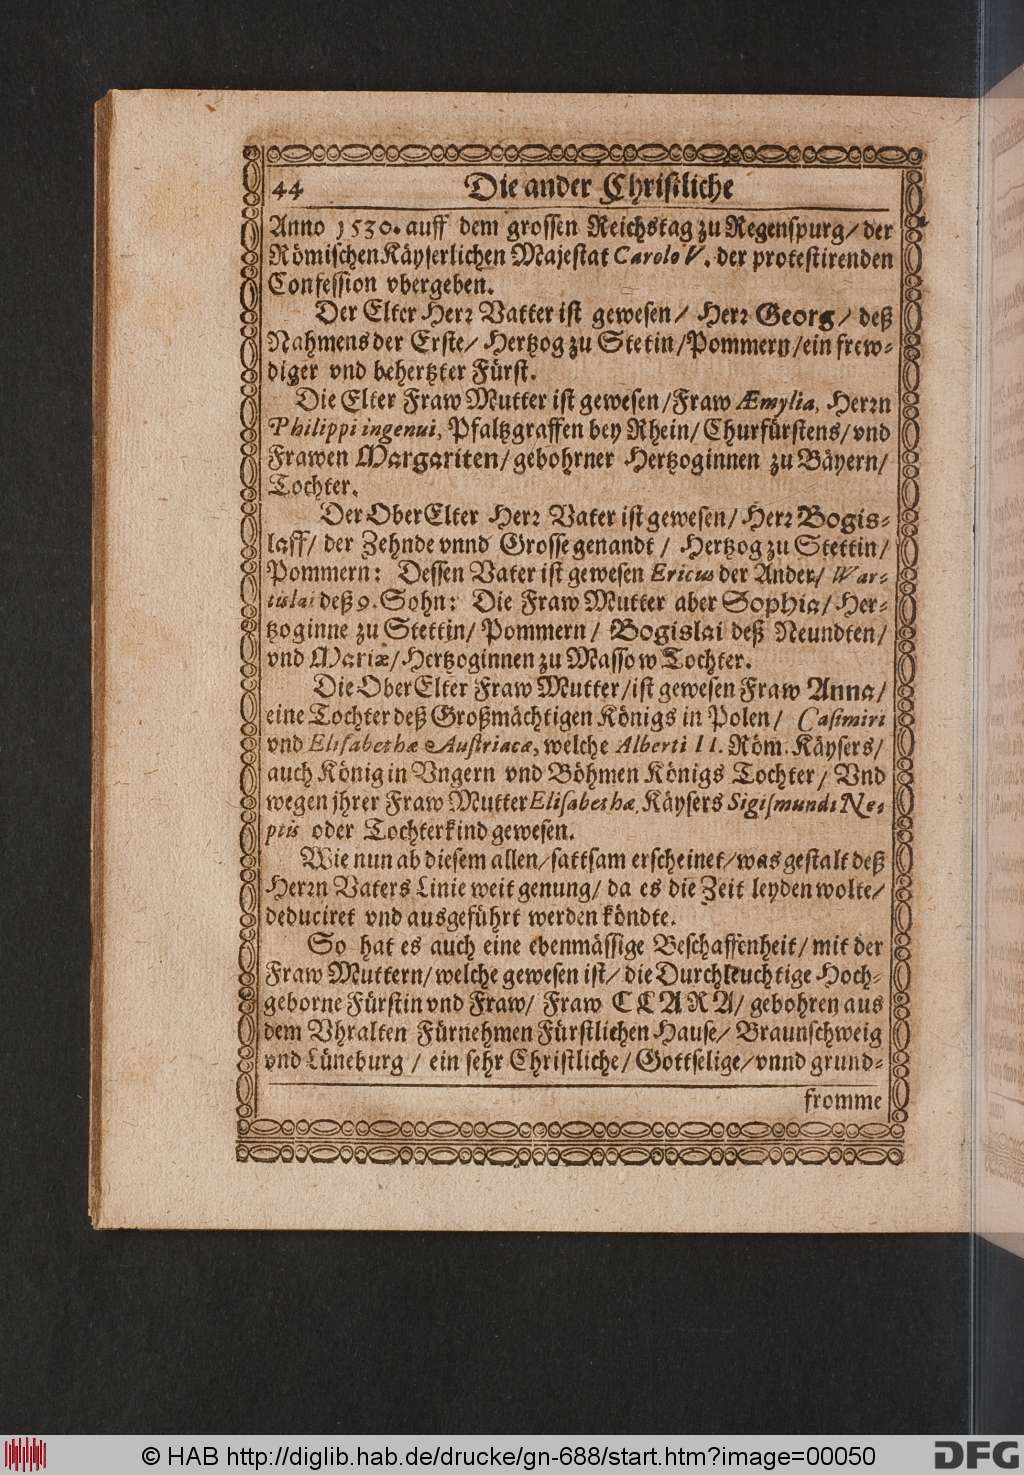 44 Die ander Christliche
Anno 1530. auff dem grossen Reichstag zu Regenspurg/ der
Römischen Käyserlichen Majestat Carolo V. der protestirenden
Confession vbergeben.
Der Elter Herr Vatter ist gewesen/ Herr Georg/ deß
Nahmens der Erste/ Hertzog zu Stetin/Pommern/ein frew-
diger vnd behertzter Fürst.
Die Elter Fraw Mutter ist gewesen/Fraw Æmylia, Herrn
Philippi ingenui, Pfaltzgraffen bey Rhein/ Churfürstens/vnd
Frawen Margariten/gebohrner Hertzoginnen zu Bäyern/
Tochter.
Der OberElter Herr Vater ist gewesen/ Herr Bogis-
laff/ der Zehnde vnnd Grosse genandt / Hertzog zu Stettin/
Pommern: Dessen Vater ist gewesen Ericus der Ander/ War-
tislai deß 9. Sohn: Die Fraw Mutter aber Sophia/ Her-
tzoginne zu Stettin/ Pommern/ Bogislai deß Neundten/
vnd Mariæ/Hertzoginnen zu Massow Tochter.
Die OberElter Fraw Mutter/ist gewesen Fraw Anna/
eine Tochter deß Großmächtigen Königs in Polen/ Casimiri
vnd Elisabethæ Austriacæ, welche Alberti II. Röm. Käysers/
auch König in Vngern vnd Böhmen Königs Tochter/ Vnd
wegen jhrer Fraw Mutter Elisabethæ, Käysers Sigismundi Ne-
ptis oder Tochterkind gewesen.
Wie nun ab diesem allen/sattsam erscheinet/was gestalt deß
Herrn Vaters Linie weit genung/ da es die Zeit leyden wolte/
deduciret vnd ausgeführt werden köndte.
So hat es auch eine ebenmässige Beschaffenheit/ mit der
Fraw Muttern/welche gewesen ist/ die Durchleuchtige Hoch-
geborne Fürstin vnd Fraw/ Fraw CLARA/ gebohren aus
dem Vhralten Fürnehmen Fürstlichen Hause/ Braunschweig
vnd Lüneburg / ein sehr Christliche/ Gottselige/vnnd grund-
fromme
© HAB http://diglib.hab.de/drucke/gn-688/start.htm?image=00050
DFG